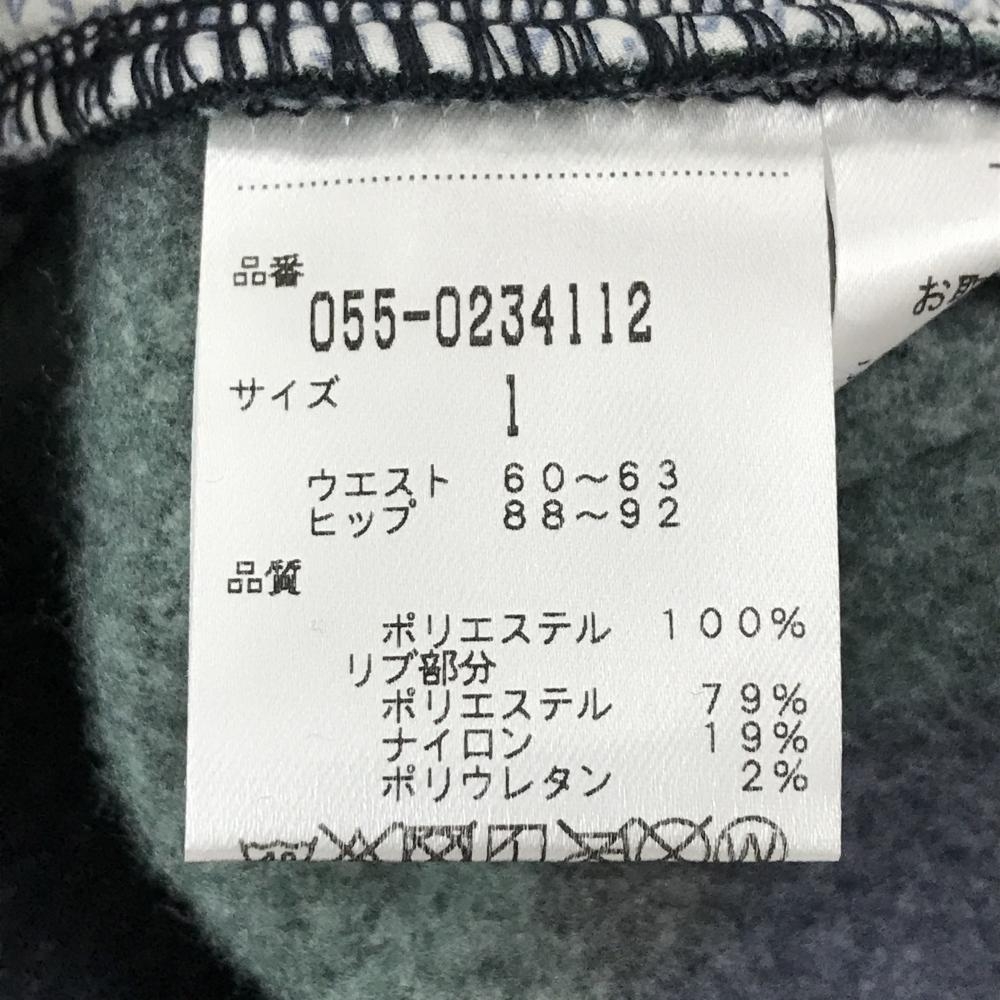 品番
055-0234112
サイズ 1
ウエスト 60～63
ヒップ 88～92
品質
ポリエステル 100%
リブ部分
ポリエステル 79%
ナイロン 19%
ポリウレタン 2%
お取